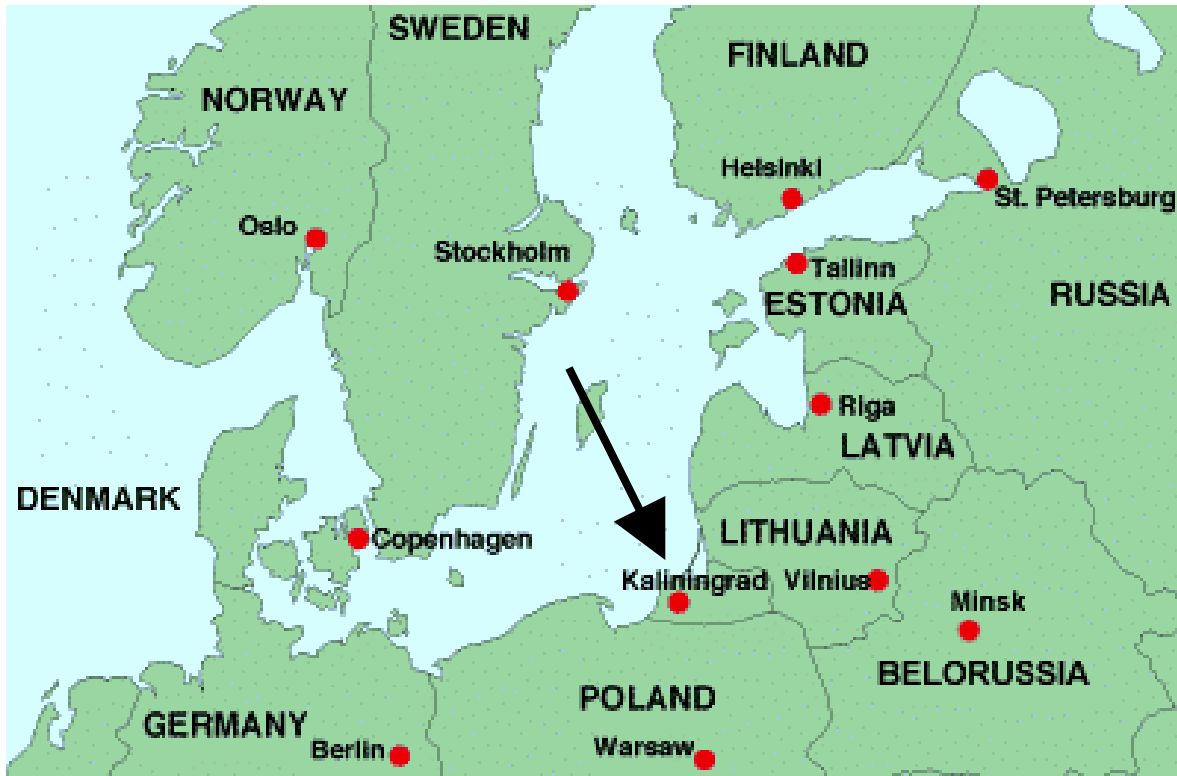 SWEDEN
FINLAND
NORWAY
Helsinki
St. Petersburg
Oslo
Stockholm
Tallinn
RUSSIA
ESTONIA
Riga
LATVIA
DENMARK
LITHUANIA
Copenhagen
Kaliningrad
Vilnius
Minsk
BELORUSSIA
POLAND
GERMANY
Berlin
Warsaw